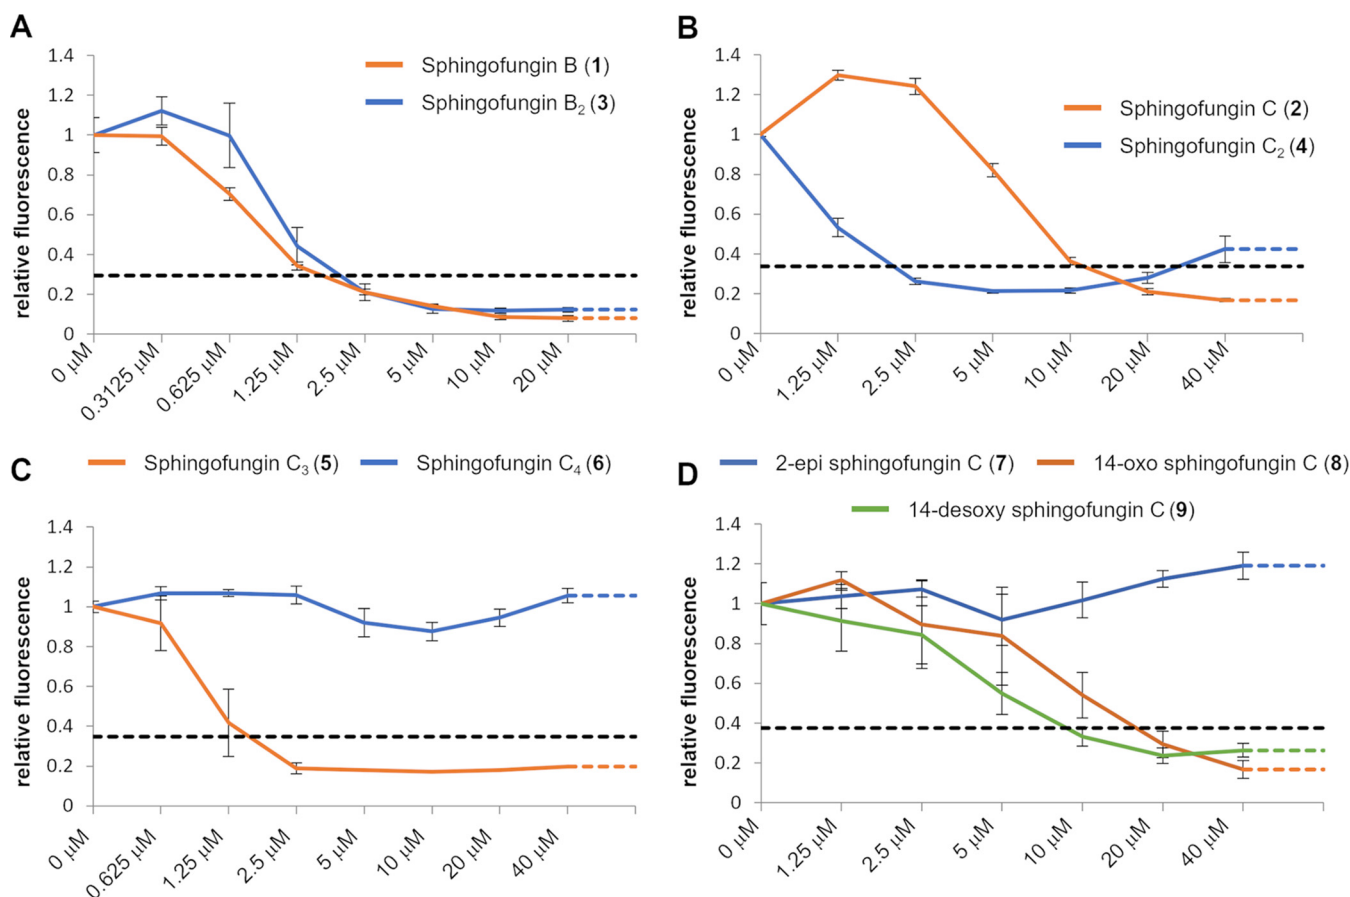 A
1.4
1.2
1
0.8
0.6
0.4
0.2
0
relative fluorescence
Sphingofungin B (1)
Sphingofungin B₂ (3)
0 µM
0.3125 µM
0.625 µM
1.25 µM
2.5 µM
5 µM
10 µM
20 µM
B
1.4
1.2
1
0.8
0.6
0.4
0.2
0
relative fluorescence
Sphingofungin C (2)
Sphingofungin C₂ (4)
0 µM
1.25 µM
2.5 µM
5 µM
10 µM
20 µM
40 µM
C
Sphingofungin C₃ (5)
Sphingofungin C₄ (6)
1.4
1.2
1
0.8
0.6
0.4
0.2
0
relative fluorescence
0 µM
0.625 µM
1.25 µM
2.5 µM
5 µM
10 µM
20 µM
40 µM
D
2-epi sphingofungin C (7)
14-oxo sphingofungin C (8)
14-desoxy sphingofungin C (9)
1.4
1.2
1
0.8
0.6
0.4
0.2
0
relative fluorescence
0 µM
1.25 µM
2.5 µM
5 µM
10 µM
20 µM
40 µM